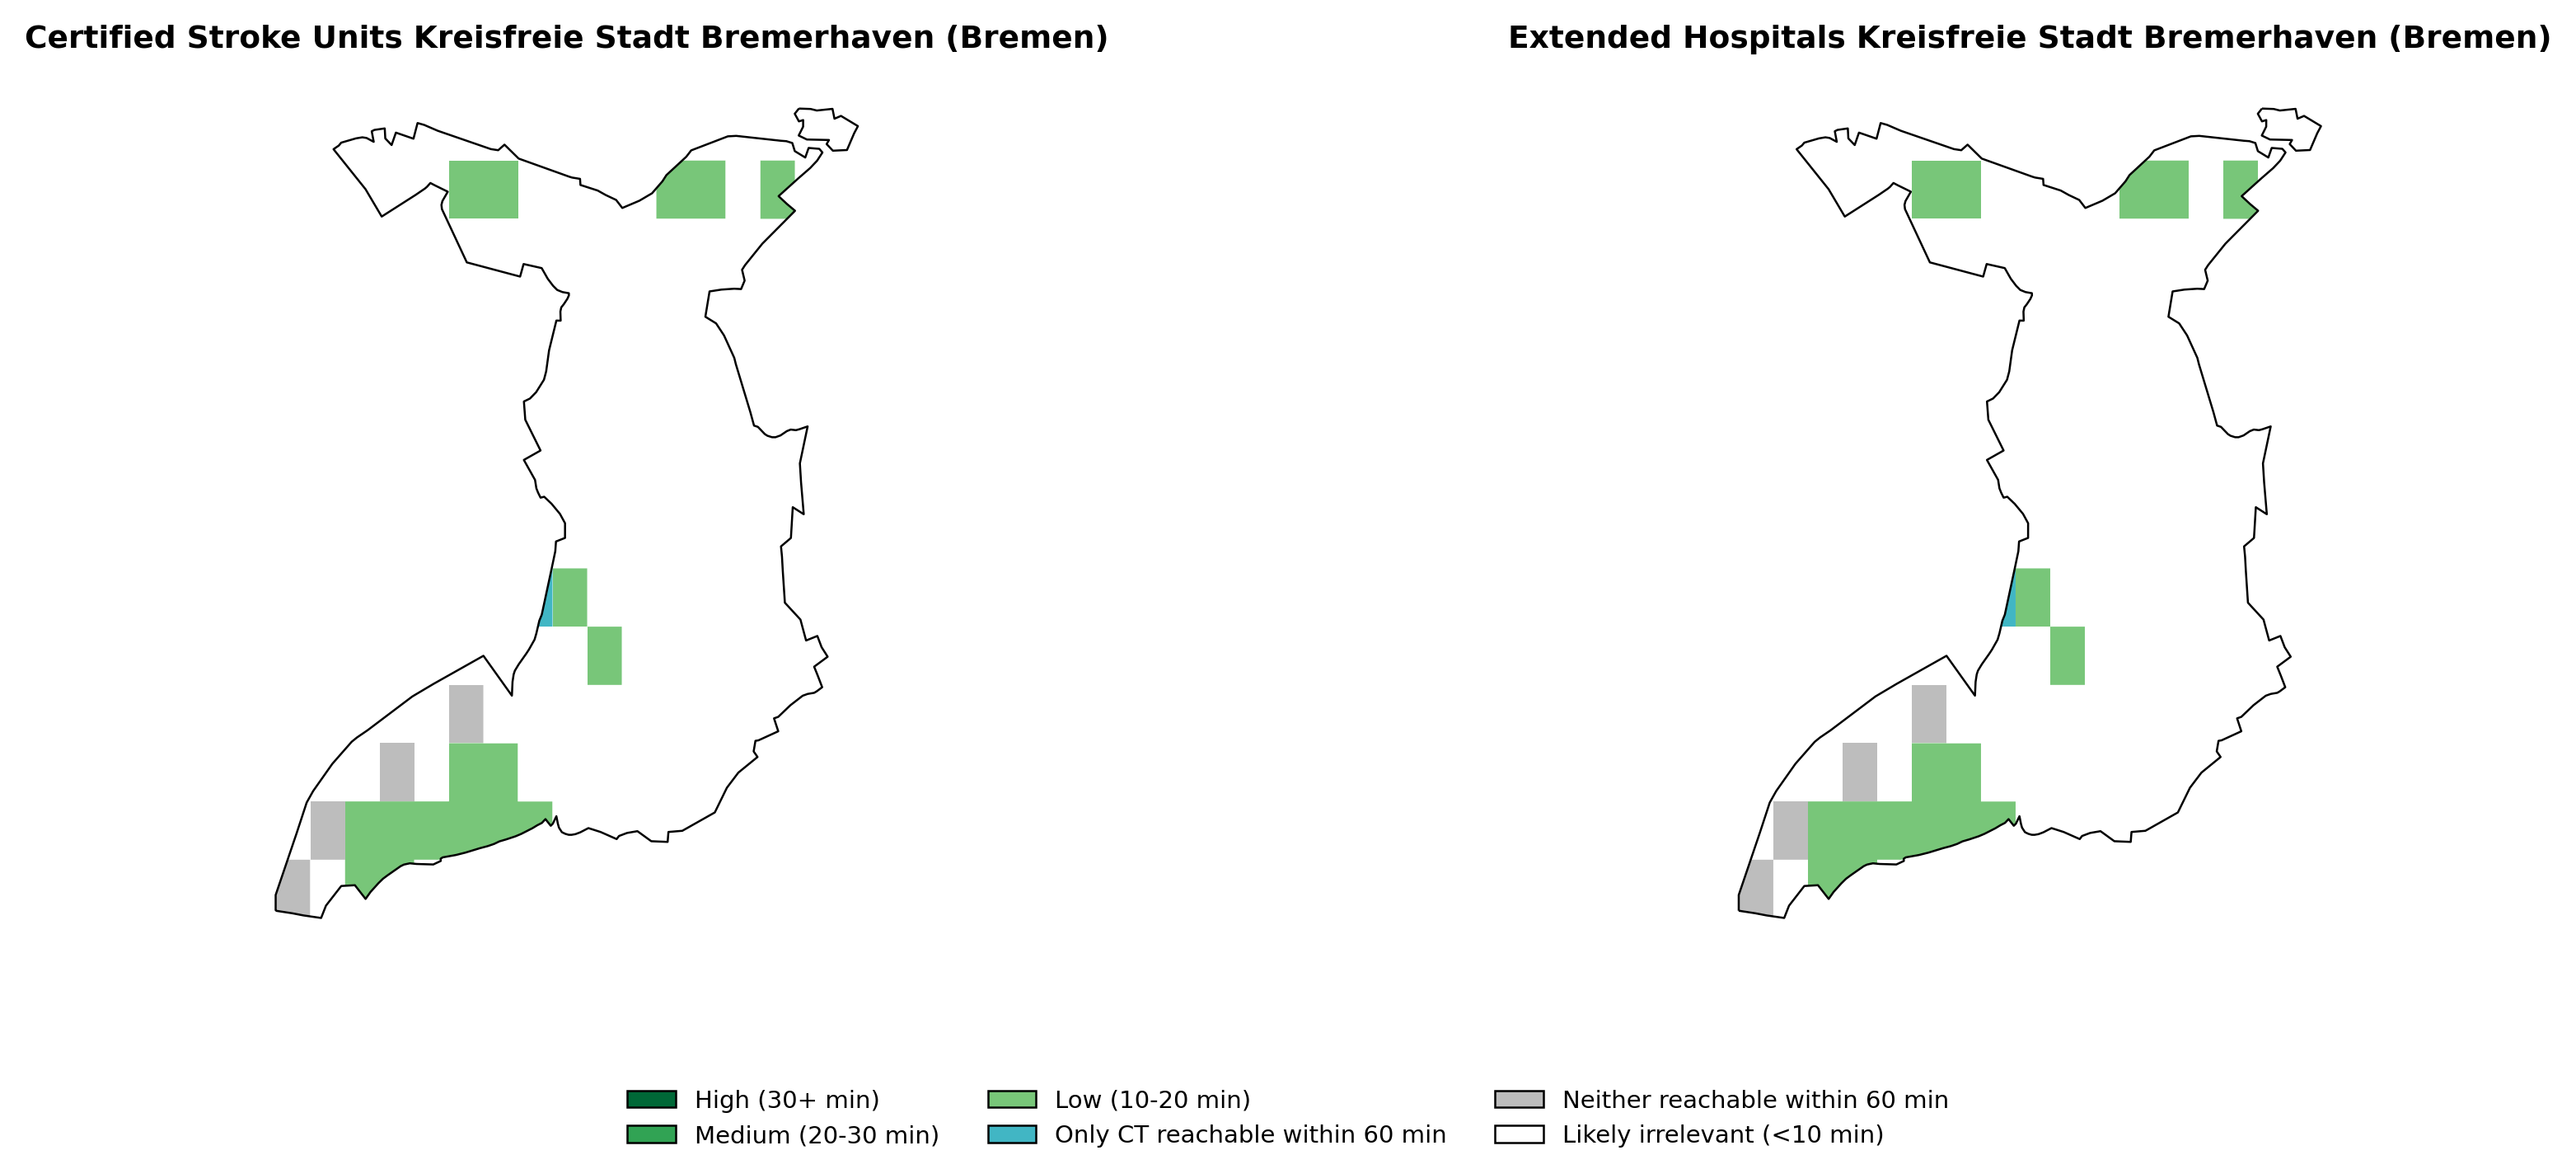 Certified Stroke Units Kreisfreie Stadt Bremerhaven (Bremen)
Extended Hospitals Kreisfreie Stadt Bremerhaven (Bremen)
High (30+ min)
Medium (20-30 min)
Low (10-20 min)
Only CT reachable within 60 min
Neither reachable within 60 min
Likely irrelevant (<10 min)